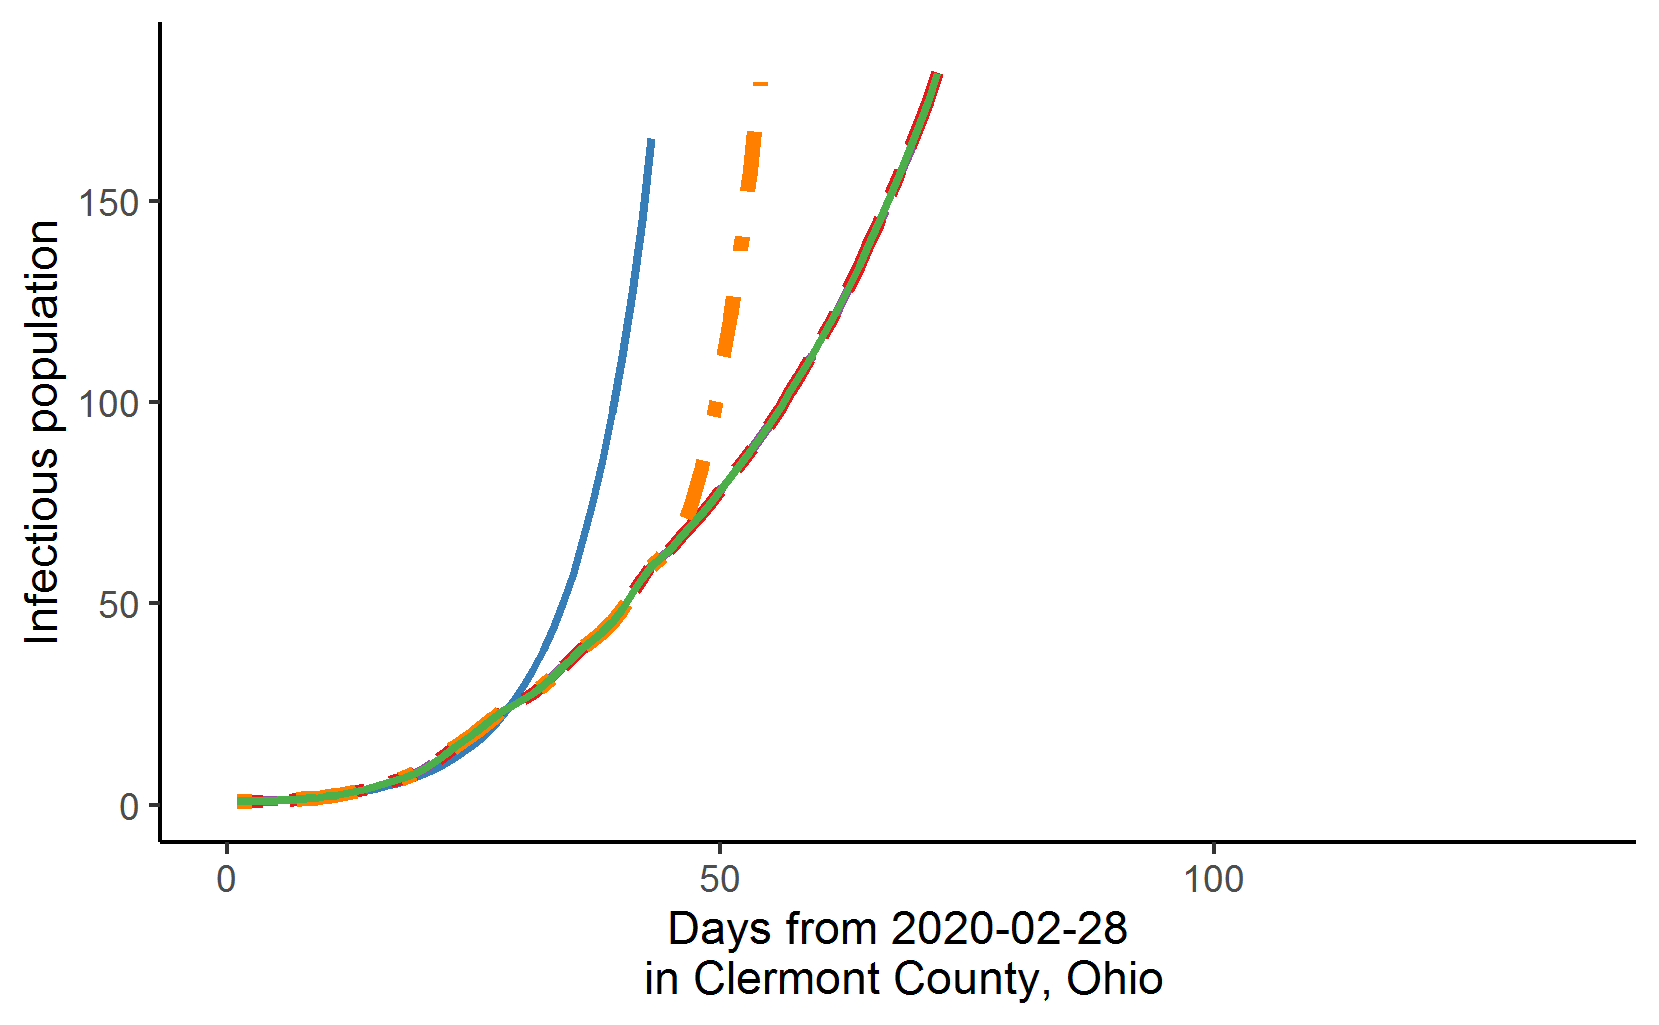 Infectious population
150
100
50
0
0 50 100
Days from 2020-02-28
in Clermont County, Ohio